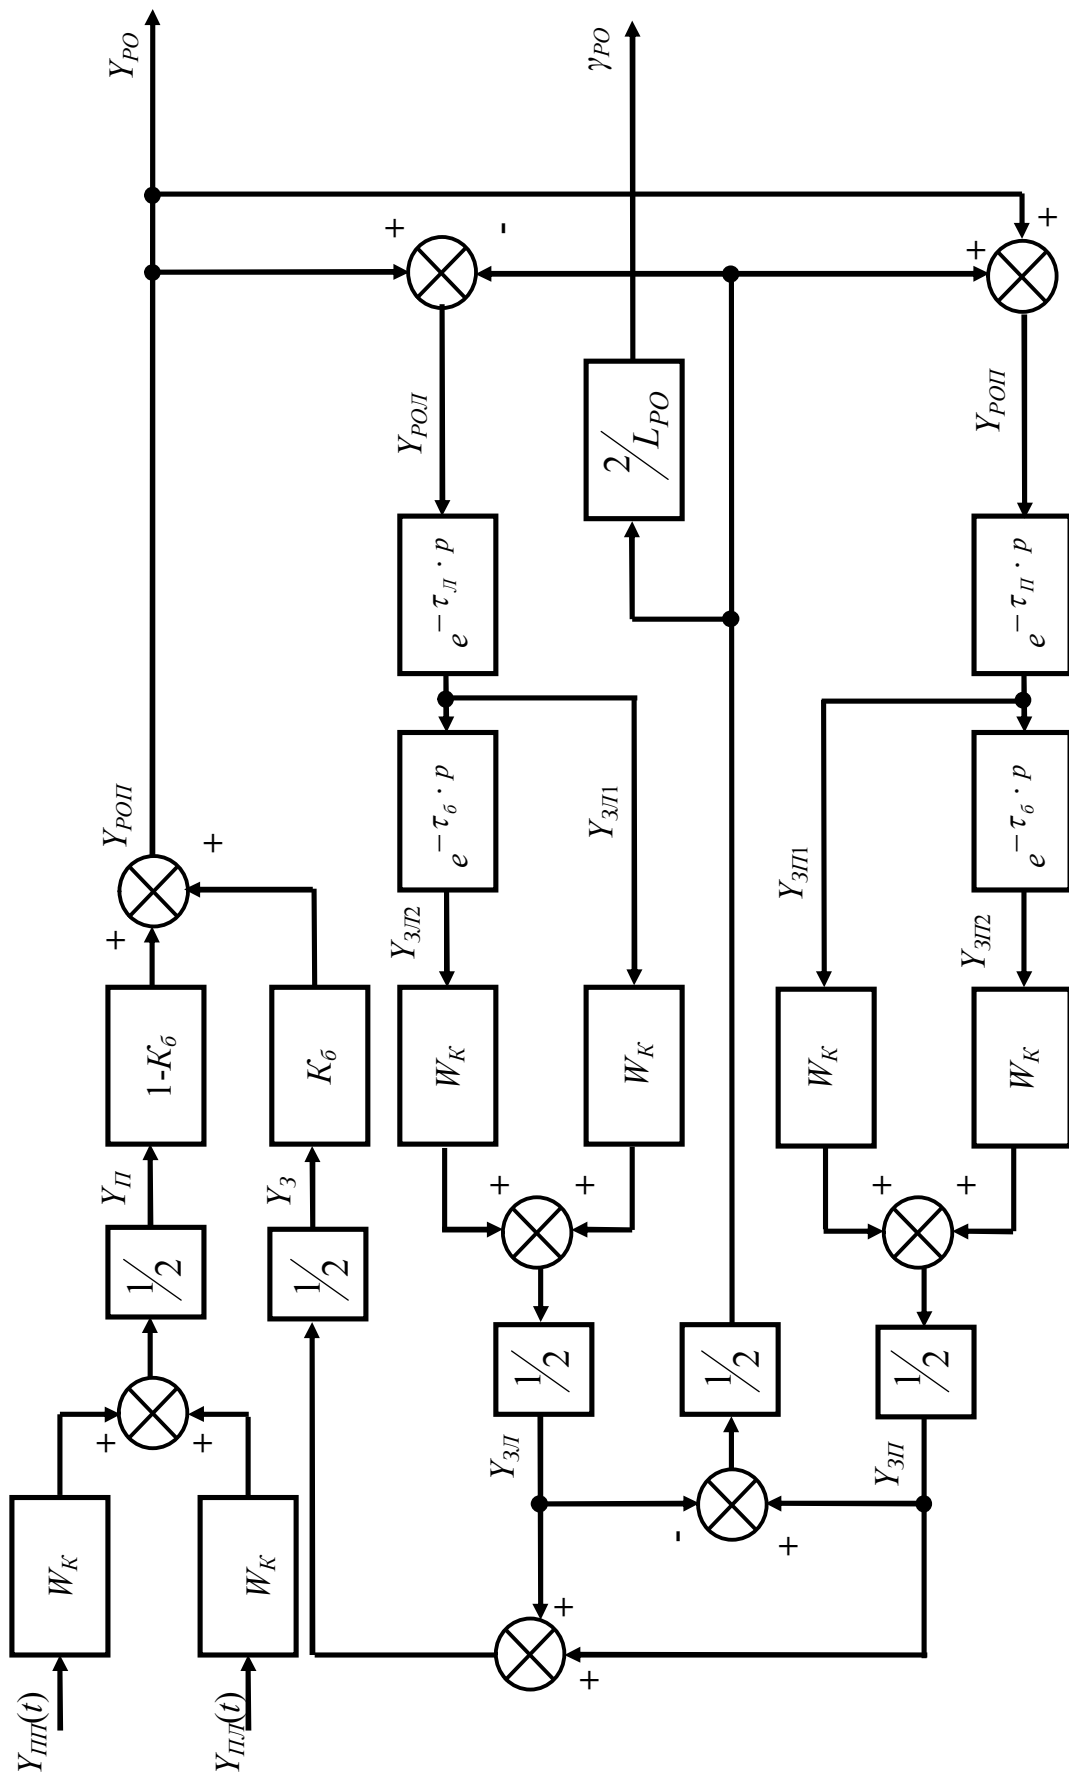 Y_ПП(t)
W_K
+
1/2
Y_П
1-K_б
+
Y_РОП
Y_РО
Y_ПЛ(t)
W_K
+
1/2
Y_З
K_б
+
+
W_K
Y_ЗЛ2
e^−τ_б · p
e^−τ_Л · p
Y_РОЛ
+
-
+
+
Y_ЗЛ
1/2
+
+
W_K
Y_ЗЛ1
2/L_РО
γ_РО
-
+
1/2
W_K
Y_ЗП1
Y_ЗП
1/2
+
+
W_K
Y_ЗП2
e^−τ_б · p
e^−τ_П · p
Y_РОП
+
+